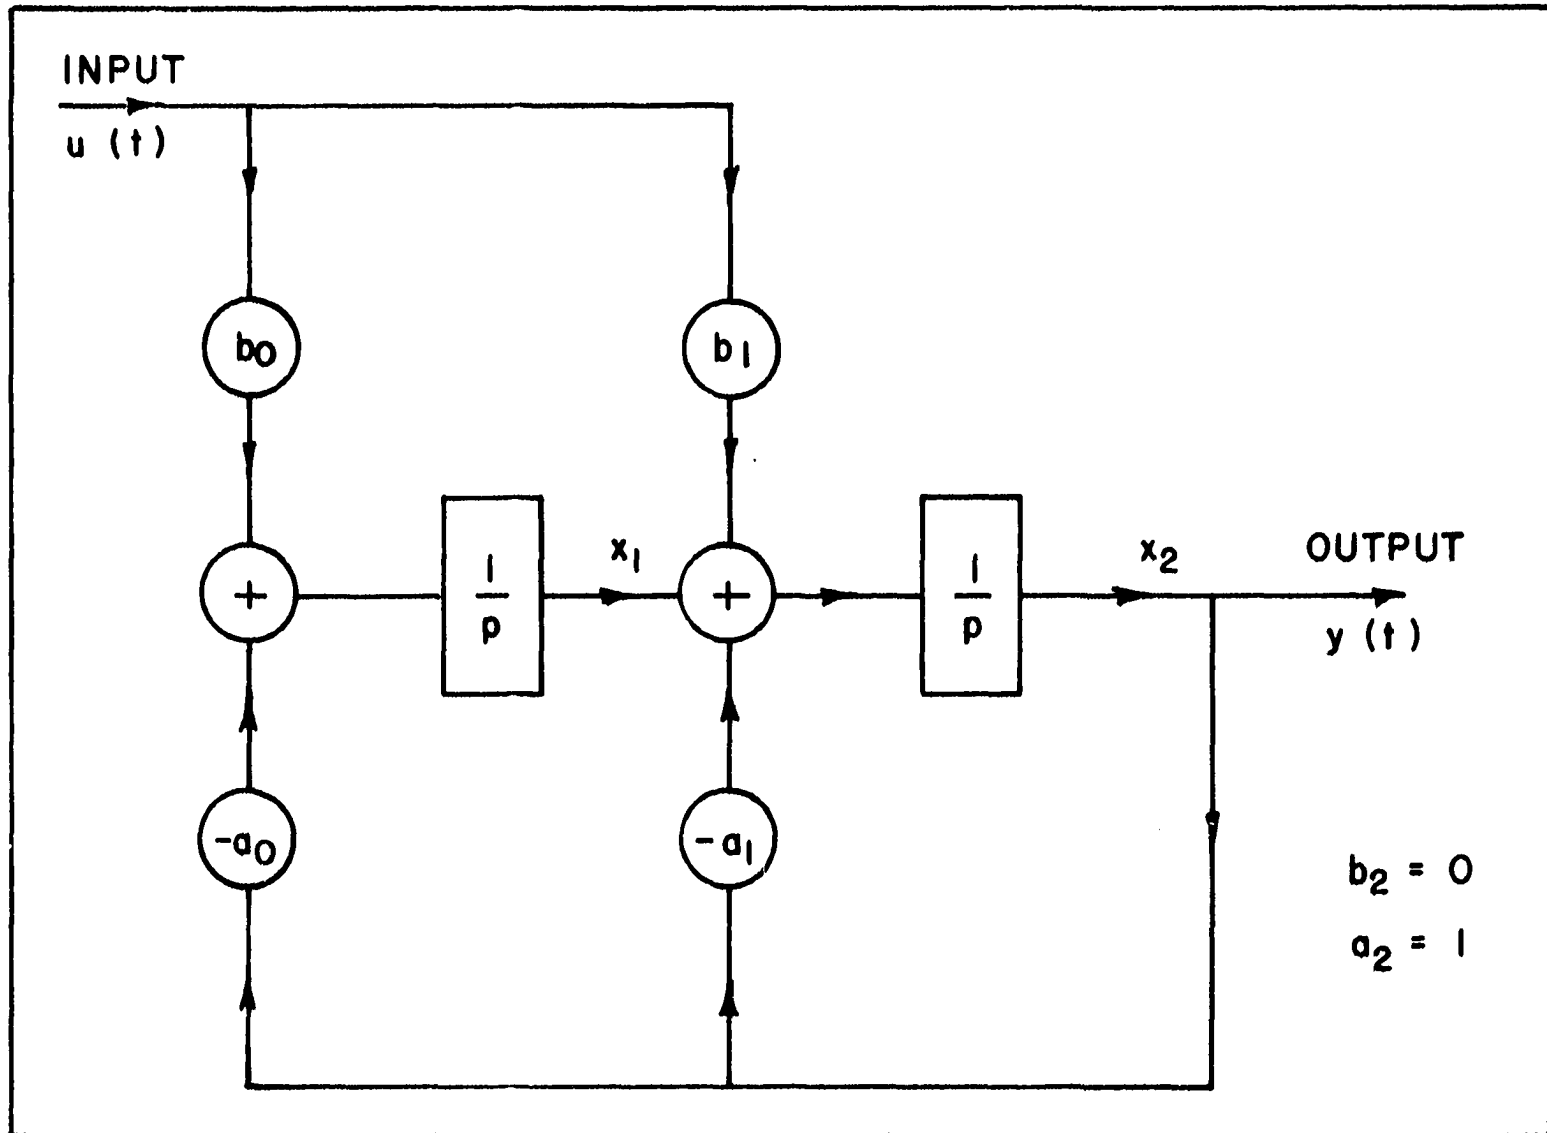 INPUT
u (t)
b0
b1
+
1/p
x1
+
1/p
x2
OUTPUT
y (t)
-a0
-a1
b2 = 0
a2 = 1